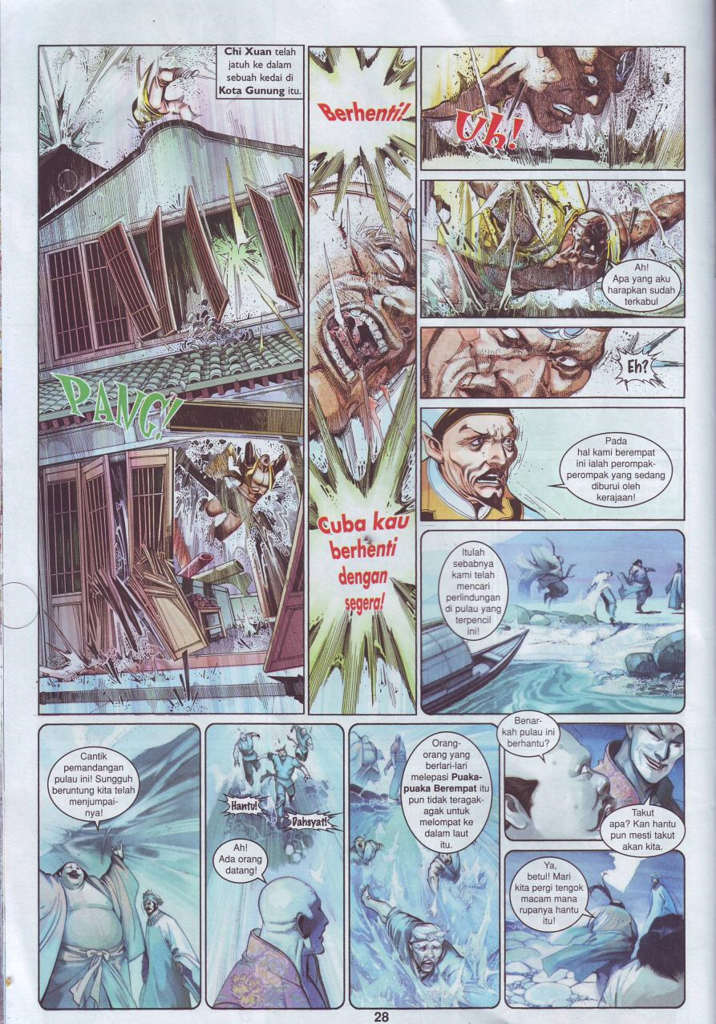 Chi Xuan telah
jatuh ke dalam
sebuah kedai di
Kota Gunung itu.
PANG!
Berhenti!
Cuba kau
berhenti
dengan
segera!
Uh!
Ah!
Apa yang aku
harapkan sudah
terkabul
Eh?
Pada
hal kami berempat
ini ialah perompak-
perompak yang sedang
diburui oleh
kerajaan!
Itulah
sebabnya
kami telah
mencari
perlindungan
di pulau yang
terpencil
ini!
Cantik
pemandangan
pulau ini! Sungguh
beruntung kita telah
menjumpai-
nya!
Hantu!
Dahsyat!
Ah!
Ada orang
datang!
Orang-
orang yang
berlari-lari
melepasi Puaka-
puaka Berempat itu
pun tidak teragak-
agak untuk
melompat ke
dalam laut
itu.
Benar-
kah pulau ini
berhantu?
Takut
apa? Kan hantu
pun mesti takut
akan kita.
Ya,
betul! Mari
kita pergi tengok
macam mana
rupanya hantu
itu!
28